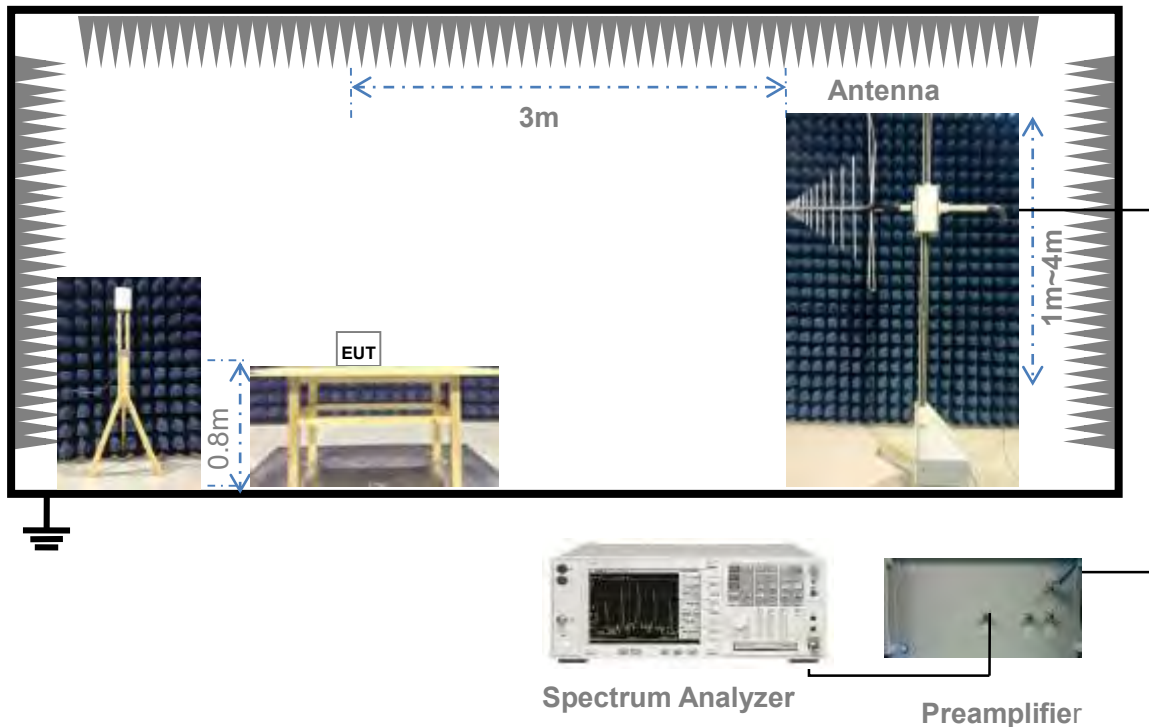 Antenna
3m
1m~4m
EUT
0.8m
Spectrum Analyzer
Preamplifier